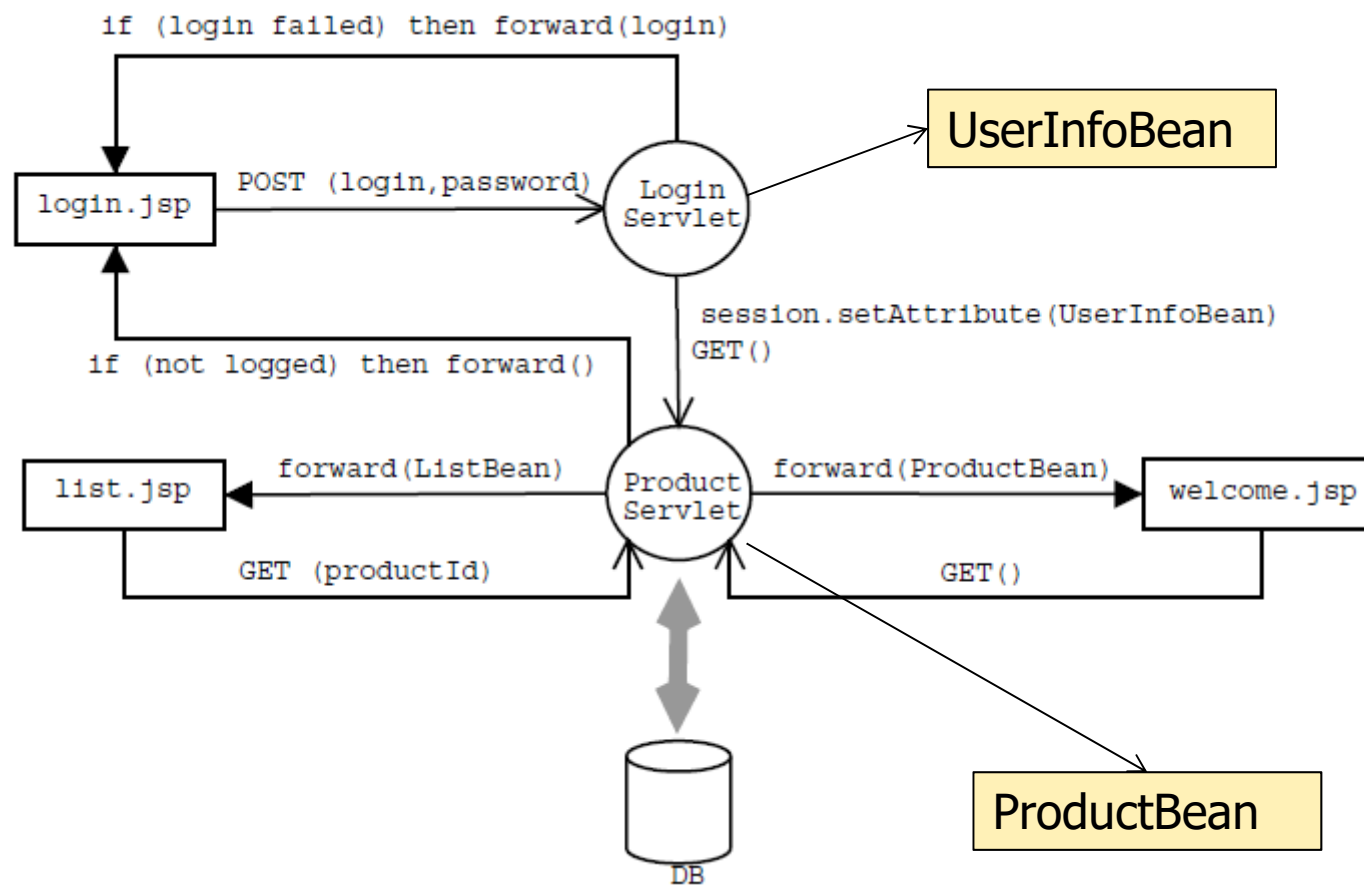 if (login failed) then forward(login)
UserInfoBean
POST (login,password)
login.jsp
Login
Servlet
session.setAttribute(UserInfoBean)
GET()
if (not logged) then forward()
forward(ListBean)
forward(ProductBean)
list.jsp
Product
Servlet
welcome.jsp
GET (productId)
GET()
ProductBean
DB